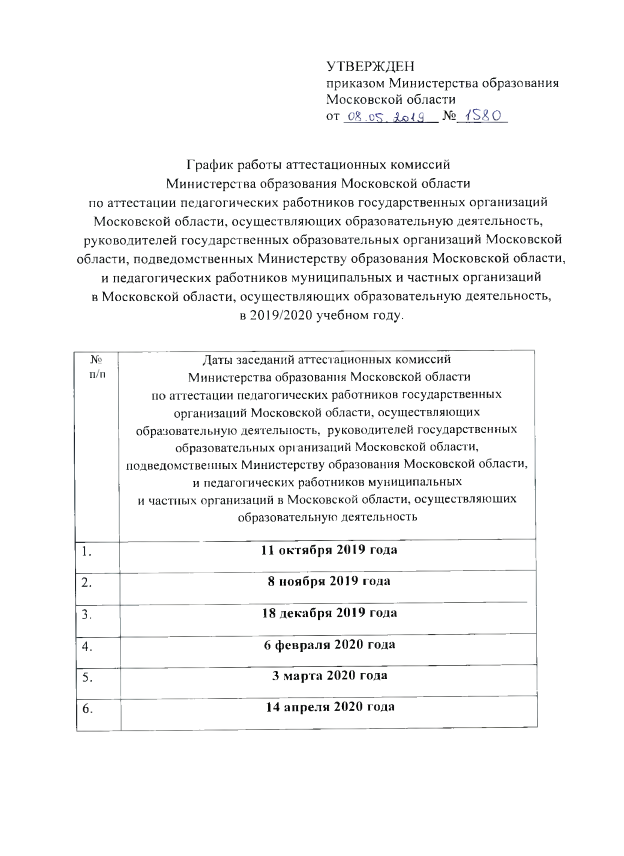 УТВЕРЖДЕН
приказом Министерства образования
Московской области
от 08.05.2019 № 1580
График работы аттестационных комиссий
Министерства образования Московской области
по аттестации педагогических работников государственных организаций
Московской области, осуществляющих образовательную деятельность,
руководителей государственных образовательных организаций Московской
области, подведомственных Министерству образования Московской области,
и педагогических работников муниципальных и частных организаций
в Московской области, осуществляющих образовательную деятельность,
в 2019/2020 учебном году.
№
п/п
Даты заседаний аттестационных комиссий
Министерства образования Московской области
по аттестации педагогических работников государственных
организаций Московской области, осуществляющих
образовательную деятельность, руководителей государственных
образовательных организаций Московской области,
подведомственных Министерству образования Московской области,
и педагогических работников муниципальных
и частных организаций в Московской области, осуществляющих
образовательную деятельность
1. 11 октября 2019 года
2. 8 ноября 2019 года
3. 18 декабря 2019 года
4. 6 февраля 2020 года
5. 3 марта 2020 года
6. 14 апреля 2020 года